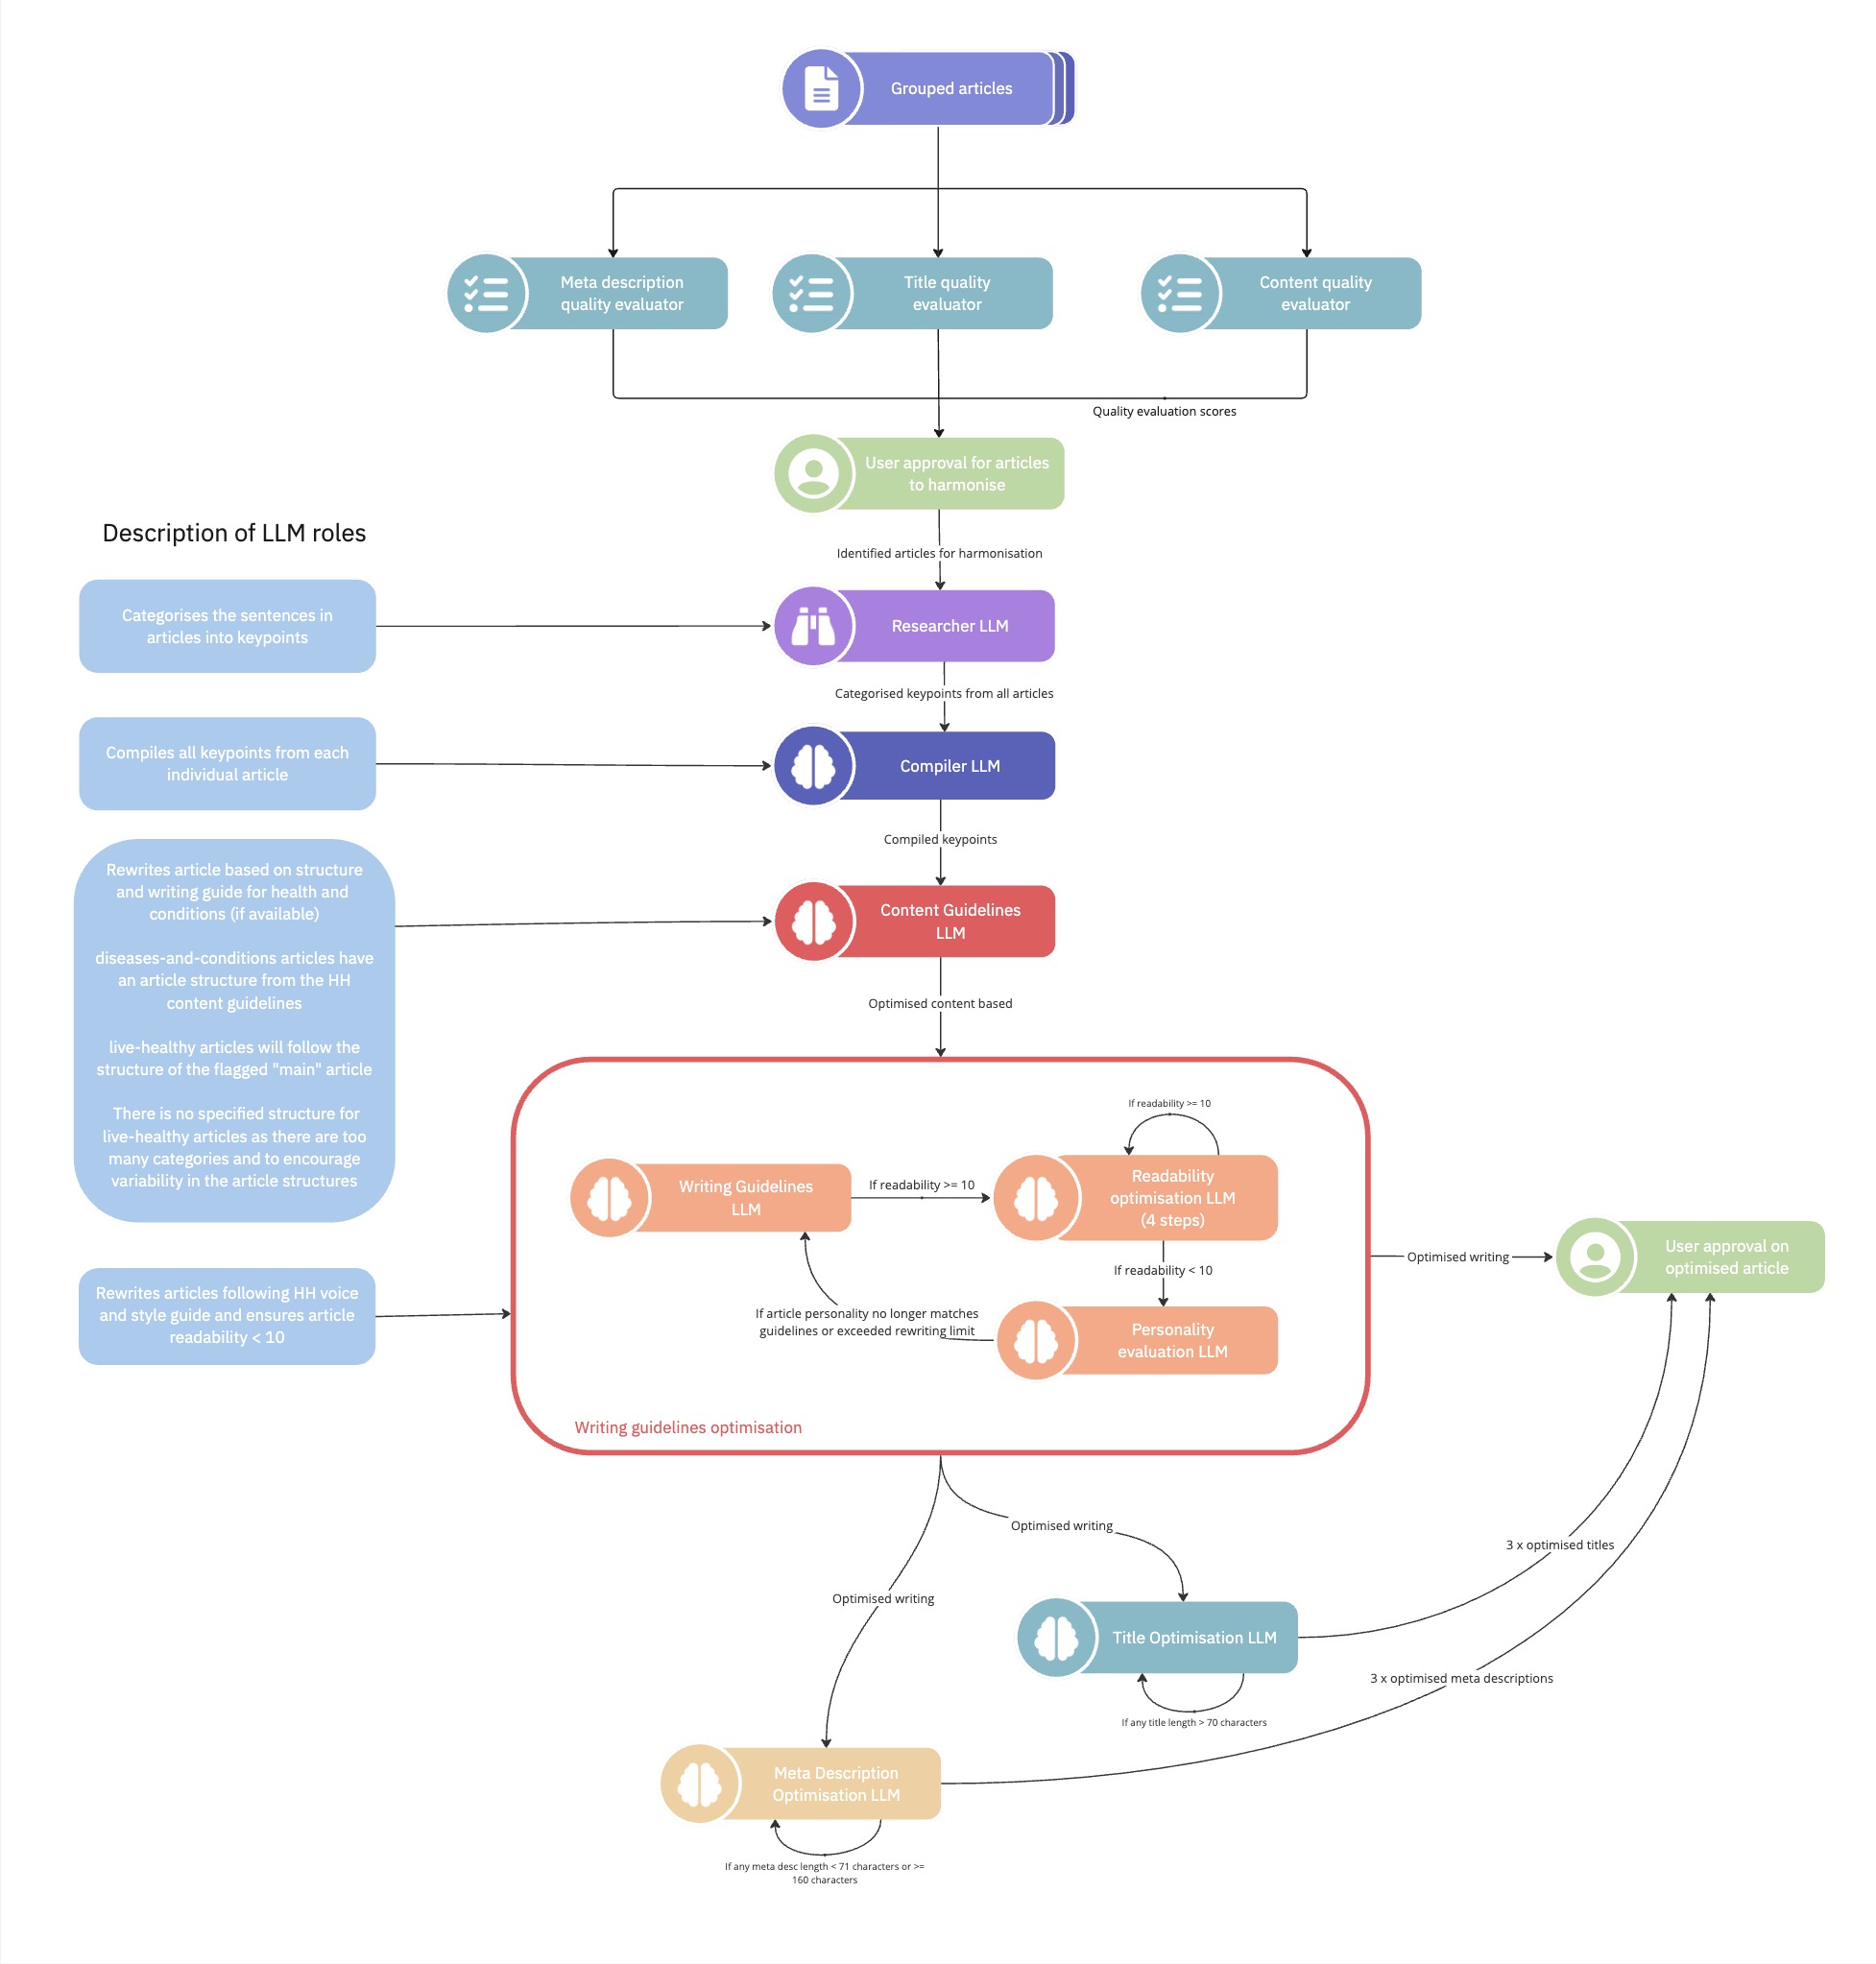 Grouped articles
Meta description
quality evaluator
Title quality
evaluator
Content quality
evaluator
Quality evaluation scores
User approval for articles
to harmonise
Identified articles for harmonisation
Description of LLM roles
Categorises the sentences in
articles into keypoints
Researcher LLM
Categorised keypoints from all articles
Compiles all keypoints from each
individual article
Compiler LLM
Compiled keypoints
Rewrites article based on structure
and writing guide for health and
conditions (if available)
diseases-and-conditions articles have
an article structure from the HH
content guidelines
live-healthy articles will follow the
structure of the flagged "main" article
There is no specified structure for
live-healthy articles as there are too
many categories and to encourage
variability in the article structures
Content Guidelines
LLM
Optimised content based
Rewrites articles following HH voice
and style guide and ensures article
readability < 10
If readability >= 10
Writing Guidelines
LLM
If readability >= 10
Readability
optimisation LLM
(4 steps)
If readability < 10
If article personality no longer matches
guidelines or exceeded rewriting limit
Personality
evaluation LLM
Writing guidelines optimisation
Optimised writing
User approval on
optimised article
Optimised writing
Optimised writing
3 x optimised titles
Title Optimisation LLM
3 x optimised meta descriptions
If any title length > 70 characters
Meta Description
Optimisation LLM
If any meta desc length < 71 characters or >=
160 characters